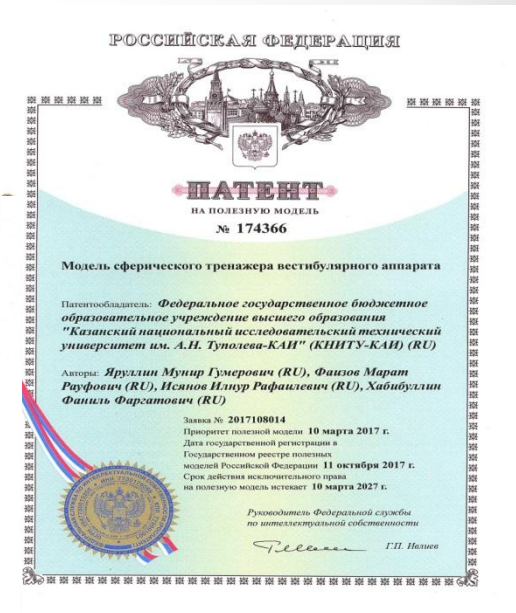 РОССИЙСКАЯ ФЕДЕРАЦИЯ
ПАТЕНТ
НА ПОЛЕЗНУЮ МОДЕЛЬ
№ 174366
Модель сферического тренажера вестибулярного аппарата
Патентообладатель: Федеральное государственное бюджетное
образовательное учреждение высшего образования
"Казанский национальный исследовательский технический
университет им. А.Н. Туполева-КАИ" (КНИТУ-КАИ) (RU)
Авторы: Яруллин Мунир Гумерович (RU), Фаизов Марат
Рауфович (RU), Исянов Илнур Рафаилевич (RU), Хабибуллин
Фаниль Фаргатович (RU)
Заявка № 2017108014
Приоритет полезной модели 10 марта 2017 г.
Дата государственной регистрации в
Государственном реестре полезных
моделей Российской Федерации 11 октября 2017 г.
Срок действия исключительного права
на полезную модель истекает 10 марта 2027 г.
Руководитель Федеральной службы
по интеллектуальной собственности
Г.П. Ивлиев